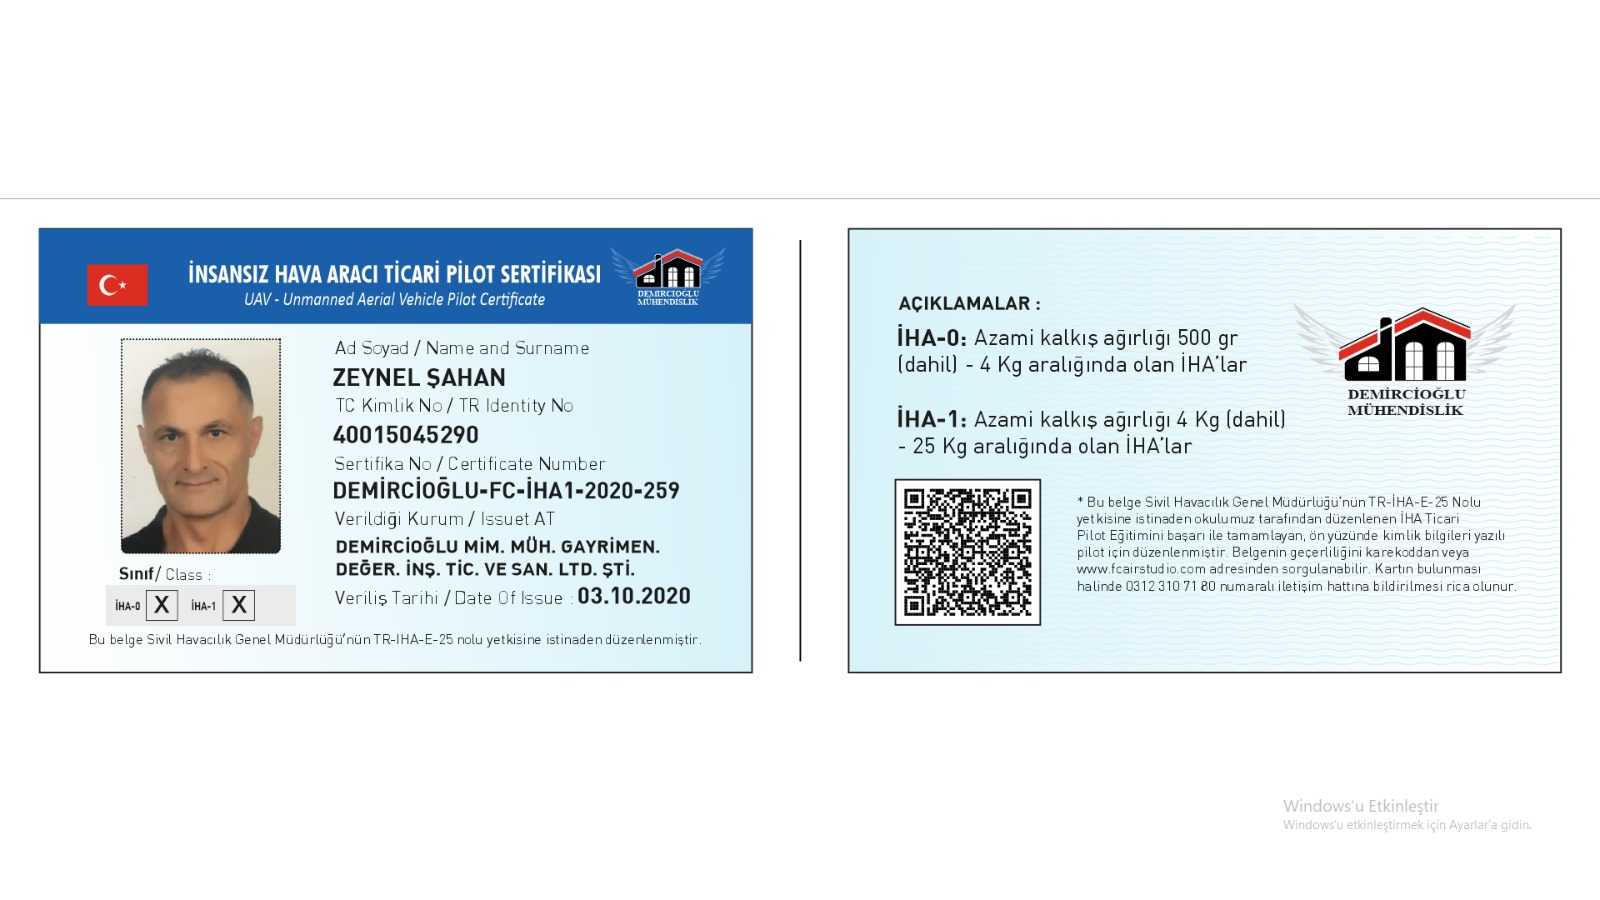 İNSANSIZ HAVA ARACI TİCARİ PİLOT SERTİFİKASI
UAV - Unmanned Aerial Vehicle Pilot Certificate
DEMİRCİOĞLU
MÜHENDİSLİK
Ad Soyad / Name and Surname
ZEYNEL ŞAHAN
TC Kimlik No / TR Identity No
40015045290
Sertifika No / Certificate Number
DEMİRCİOĞLU-FC-İHA1-2020-259
Verildiği Kurum / Issuet AT
DEMİRCİOĞLU MİM. MÜH. GAYRİMEN.
DEĞER. İNŞ. TİC. VE SAN. LTD. ŞTİ.
Veriliş Tarihi / Date Of Issue : 03.10.2020
Sınıf/ Class :
İHA-0 X İHA-1 X
Bu belge Sivil Havacılık Genel Müdürlüğü'nün TR-IHA-E-25 nolu yetkisine istinaden düzenlenmiştir.
AÇIKLAMALAR :
İHA-0: Azami kalkış ağırlığı 500 gr
(dahil) - 4 Kg aralığında olan İHA'lar
İHA-1: Azami kalkış ağırlığı 4 Kg (dahil)
- 25 Kg aralığında olan İHA'lar
DEMİRCİOĞLU
MÜHENDİSLİK
* Bu belge Sivil Havacılık Genel Müdürlüğü'nün TR-İHA-E-25 Nolu
yetkisine istinaden okulumuz tarafından düzenlenen İHA Ticari
Pilot Eğitimini başarı ile tamamlayan, ön yüzünde kimlik bilgileri yazılı
pilot için düzenlenmiştir. Belgenin geçerliliğini karekoddan veya
www.fcairstudio.com adresinden sorgulanabilir. Kartın bulunması
halinde 0312 310 71 80 numaralı iletişim hattına bildirilmesi rica olunur.
Windows'u Etkinleştir
Windows'u etkinleştirmek için Ayarlar'a gidin.